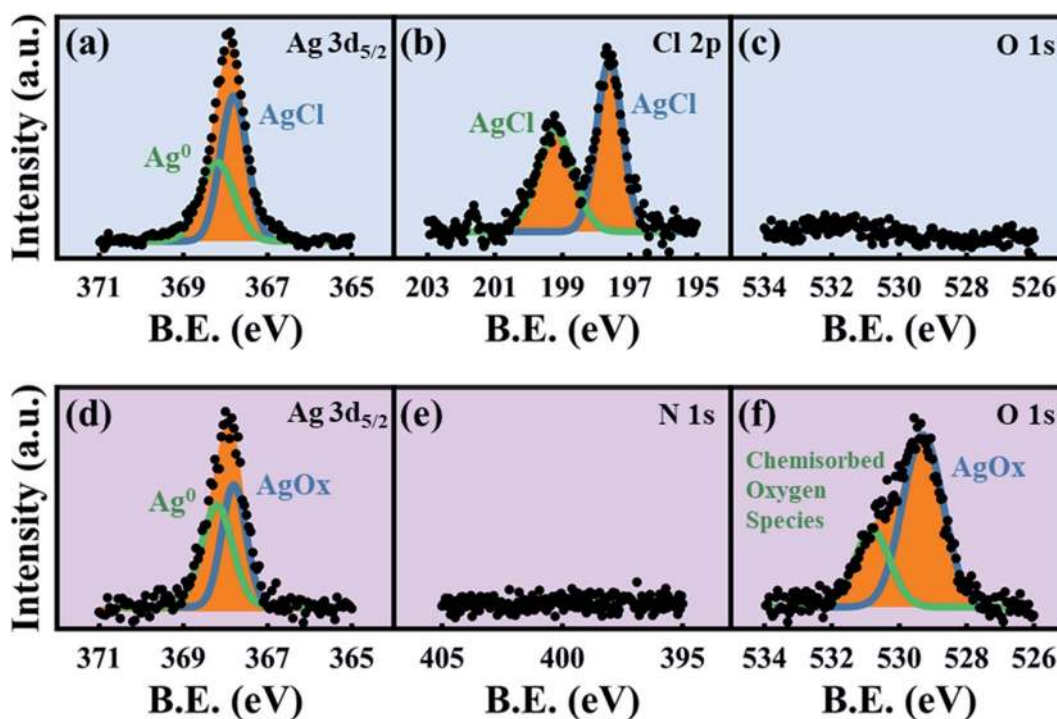 Intensity (a.u.)
(a)
Ag 3d5/2
AgCl
Ag0
371 369 367 365
B.E. (eV)
(b)
Cl 2p
AgCl
AgCl
203 201 199 197 195
B.E. (eV)
(c)
O 1s
534 532 530 528 526
B.E. (eV)
Intensity (a.u.)
(d)
Ag 3d5/2
Ag0
AgOx
371 369 367 365
B.E. (eV)
(e)
N 1s
405 400 395
B.E. (eV)
(f)
O 1s
Chemisorbed
Oxygen
Species
AgOx
534 532 530 528 526
B.E. (eV)